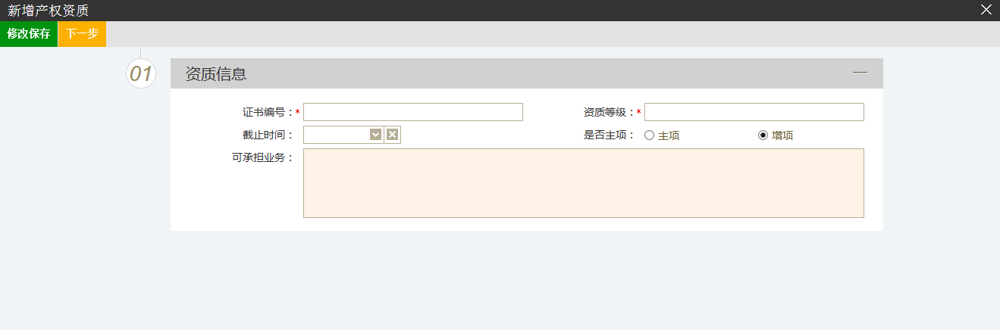 新增产权资质
修改保存 下一步
01 资质信息
证书编号：* 资质等级：*
截止时间： 是否主项： 主项 增项
可承担业务：